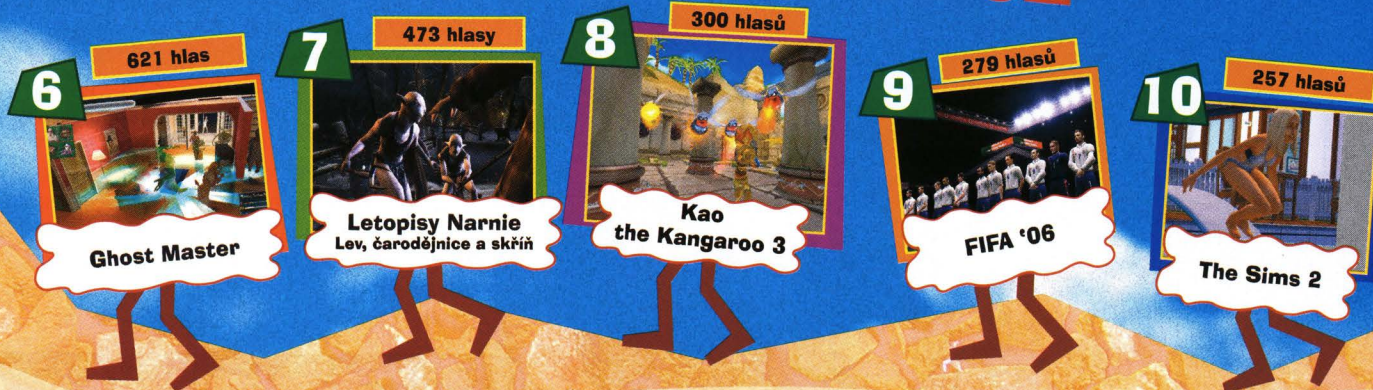 6
621 hlas
Ghost Master
7
473 hlasy
Letopisy Narnie
Lev, čarodějnice a skříň
8
300 hlasů
Kao
the Kangaroo 3
9
279 hlasů
FIFA ‘06
10
257 hlasů
The Sims 2